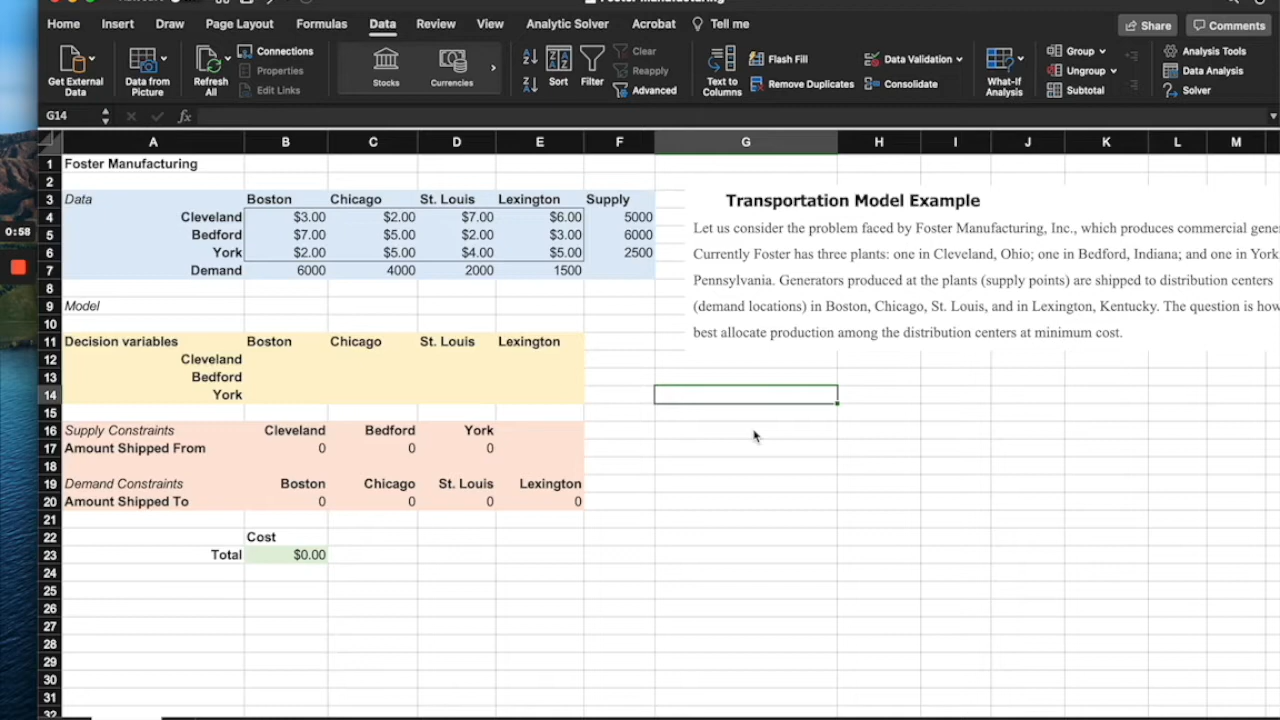 Home Insert Draw Page Layout Formulas Data Review View Analytic Solver Acrobat Tell me Share Comments
Get External Data
Data from Picture
Refresh All
Connections
Properties
Edit Links
Stocks
Currencies
Sort
Filter
Clear
Reapply
Advanced
Text to Columns
Flash Fill
Remove Duplicates
Data Validation
Consolidate
What-If Analysis
Group
Ungroup
Subtotal
Analysis Tools
Data Analysis
Solver
G14 fx
A B C D E F G H I J K L M
1 Foster Manufacturing
2
3 Data Boston Chicago St. Louis Lexington Supply
4 Cleveland $3.00 $2.00 $7.00 $6.00 5000
5 Bedford $7.00 $5.00 $2.00 $3.00 6000
6 York $2.00 $5.00 $4.00 $5.00 2500
7 Demand 6000 4000 2000 1500
8
9 Model
10
11 Decision variables Boston Chicago St. Louis Lexington
12 Cleveland
13 Bedford
14 York
15
16 Supply Constraints Cleveland Bedford York
17 Amount Shipped From 0 0 0
18
19 Demand Constraints Boston Chicago St. Louis Lexington
20 Amount Shipped To 0 0 0 0
21
22 Cost
23 Total $0.00
24
25
26
27
28
29
30
31
32
Transportation Model Example
Let us consider the problem faced by Foster Manufacturing, Inc., which produces commercial gene
Currently Foster has three plants: one in Cleveland, Ohio; one in Bedford, Indiana; and one in York
Pennsylvania. Generators produced at the plants (supply points) are shipped to distribution centers
(demand locations) in Boston, Chicago, St. Louis, and in Lexington, Kentucky. The question is how
best allocate production among the distribution centers at minimum cost.
0:58